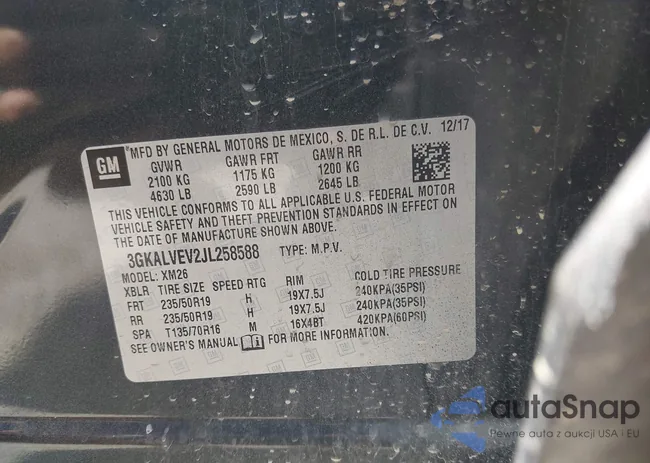 GM
MFD BY GENERAL MOTORS DE MEXICO, S. DE R.L. DE C.V. 12/17
GVWR GAWR FRT GAWR RR
2100 KG 1175 KG 1200 KG
4630 LB 2590 LB 2645 LB
THIS VEHICLE CONFORMS TO ALL APPLICABLE U.S. FEDERAL MOTOR
VEHICLE SAFETY AND THEFT PREVENTION STANDARDS IN EFFECT ON
THE DATE OF MANUFACTURE SHOWN ABOVE.
3GKALVEV2JL258588 TYPE: M.P.V.
MODEL: XM26
XBLR TIRE SIZE SPEED RTG RIM COLD TIRE PRESSURE
FRT 235/50R19 H 19X7.5J 240KPA(35PSI)
RR 235/50R19 H 19X7.5J 240KPA(35PSI)
SPA T135/70R16 M 16X4BT 420KPA(60PSI)
SEE OWNER'S MANUAL FOR MORE INFORMATION.
autaSnap
Pewne auta z aukcji USA i EU